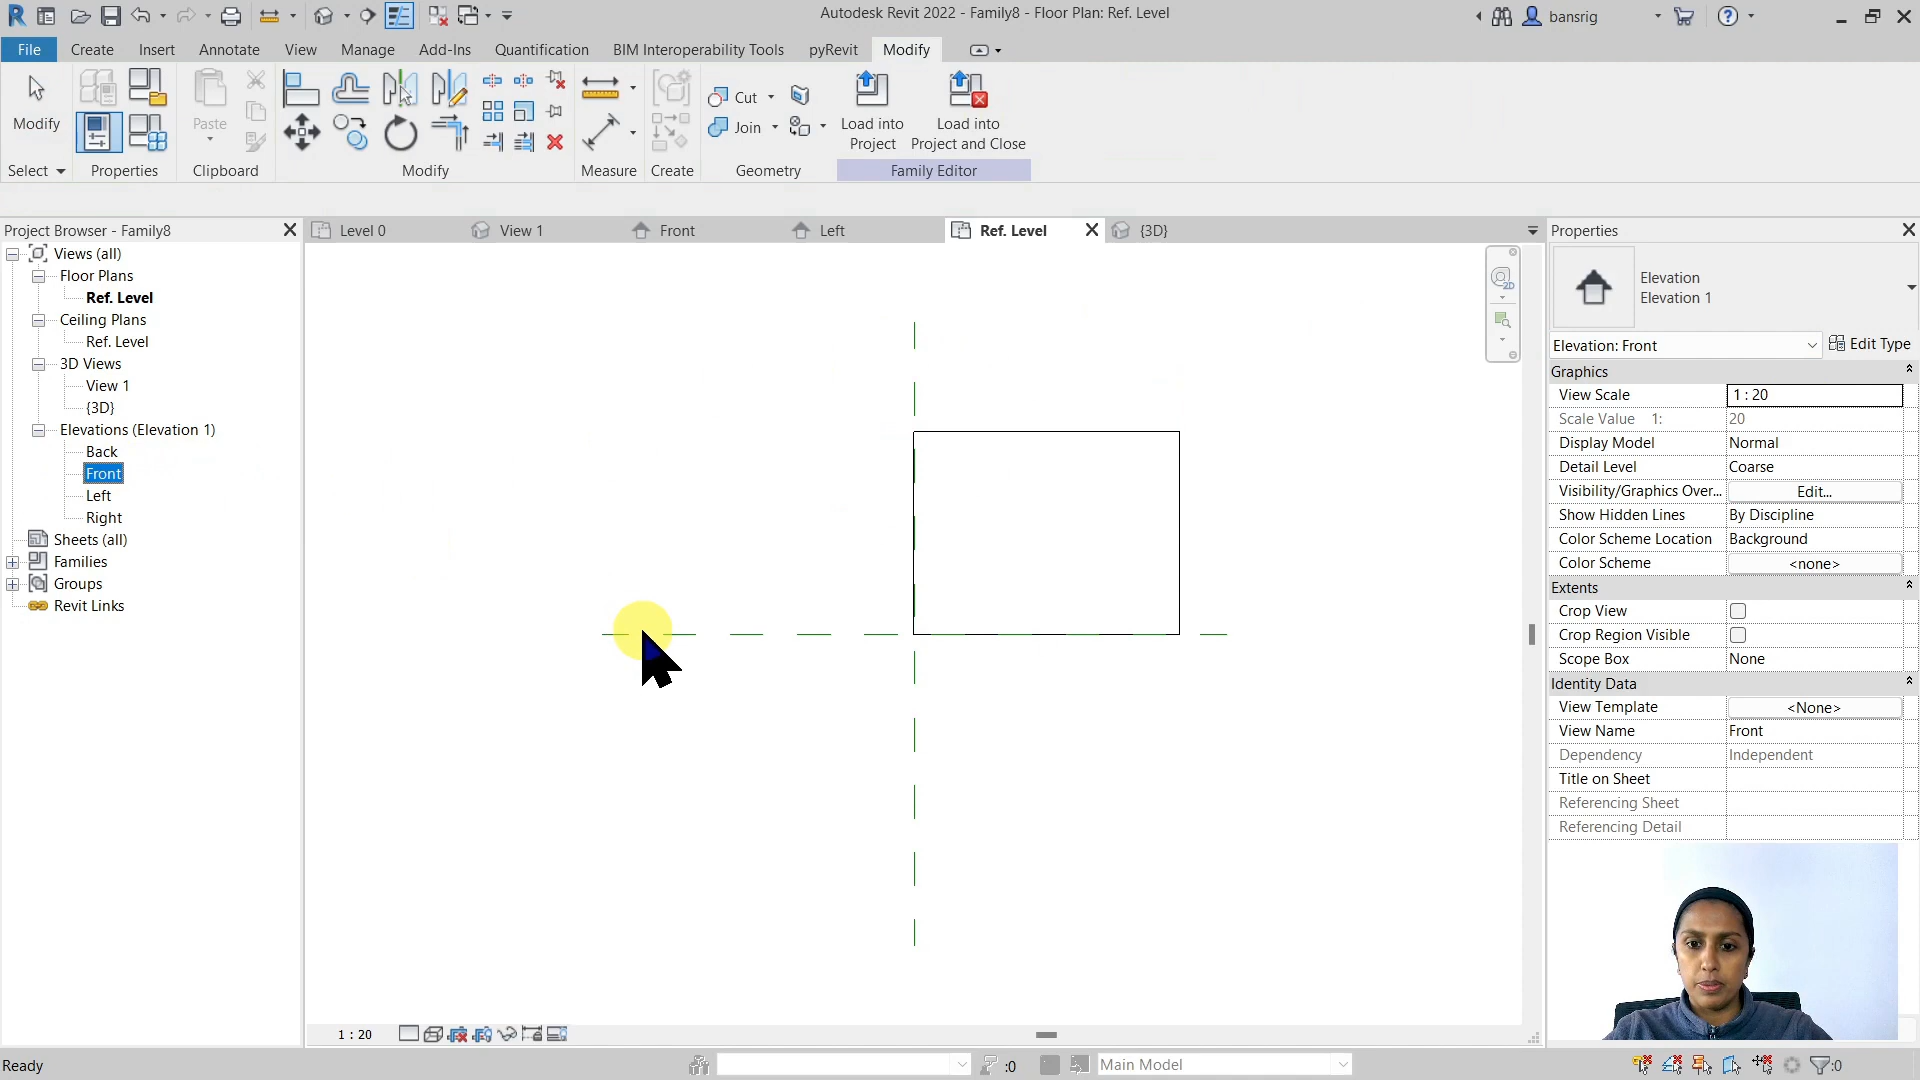 Autodesk Revit 2022 - Family8 - Floor Plan: Ref. Level
bansrig
File Create Insert Annotate View Manage Add-Ins Quantification BIM Interoperability Tools pyRevit Modify
Modify Paste Cut Join Load into Project Load into Project and Close
Select Properties Clipboard Modify Measure Create Geometry Family Editor
Project Browser - Family8
Level 0 View 1 Front Left Ref. Level {3D}
Views (all)
Floor Plans
Ref. Level
Ceiling Plans
Ref. Level
3D Views
View 1
{3D}
Elevations (Elevation 1)
Back
Front
Left
Right
Sheets (all)
Families
Groups
Revit Links
2D
Properties
Elevation
Elevation 1
Elevation: Front Edit Type
Graphics
View Scale 1 : 20
Scale Value 1: 20
Display Model Normal
Detail Level Coarse
Visibility/Graphics Over... Edit...
Show Hidden Lines By Discipline
Color Scheme Location Background
Color Scheme <none>
Extents
Crop View
Crop Region Visible
Scope Box None
Identity Data
View Template <None>
View Name Front
Dependency Independent
Title on Sheet
Referencing Sheet
Referencing Detail
1 : 20
Ready
:0
Main Model
:0